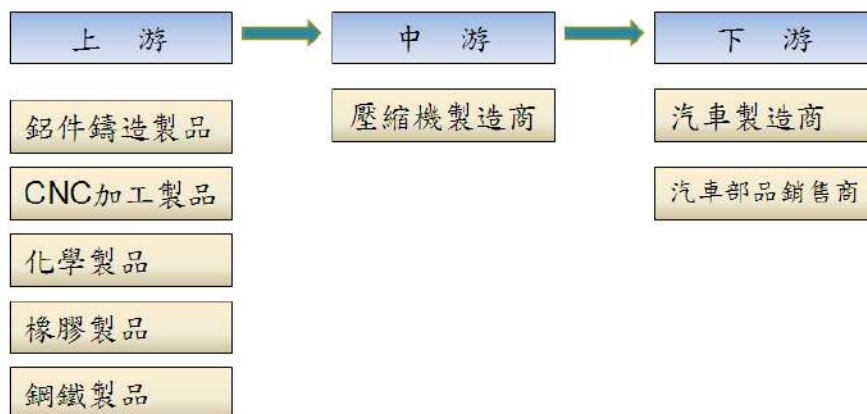 上 游
中 游
下 游
鋁件鑄造製品
壓縮機製造商
汽車製造商
CNC加工製品
汽車部品銷售商
化學製品
橡膠製品
鋼鐵製品